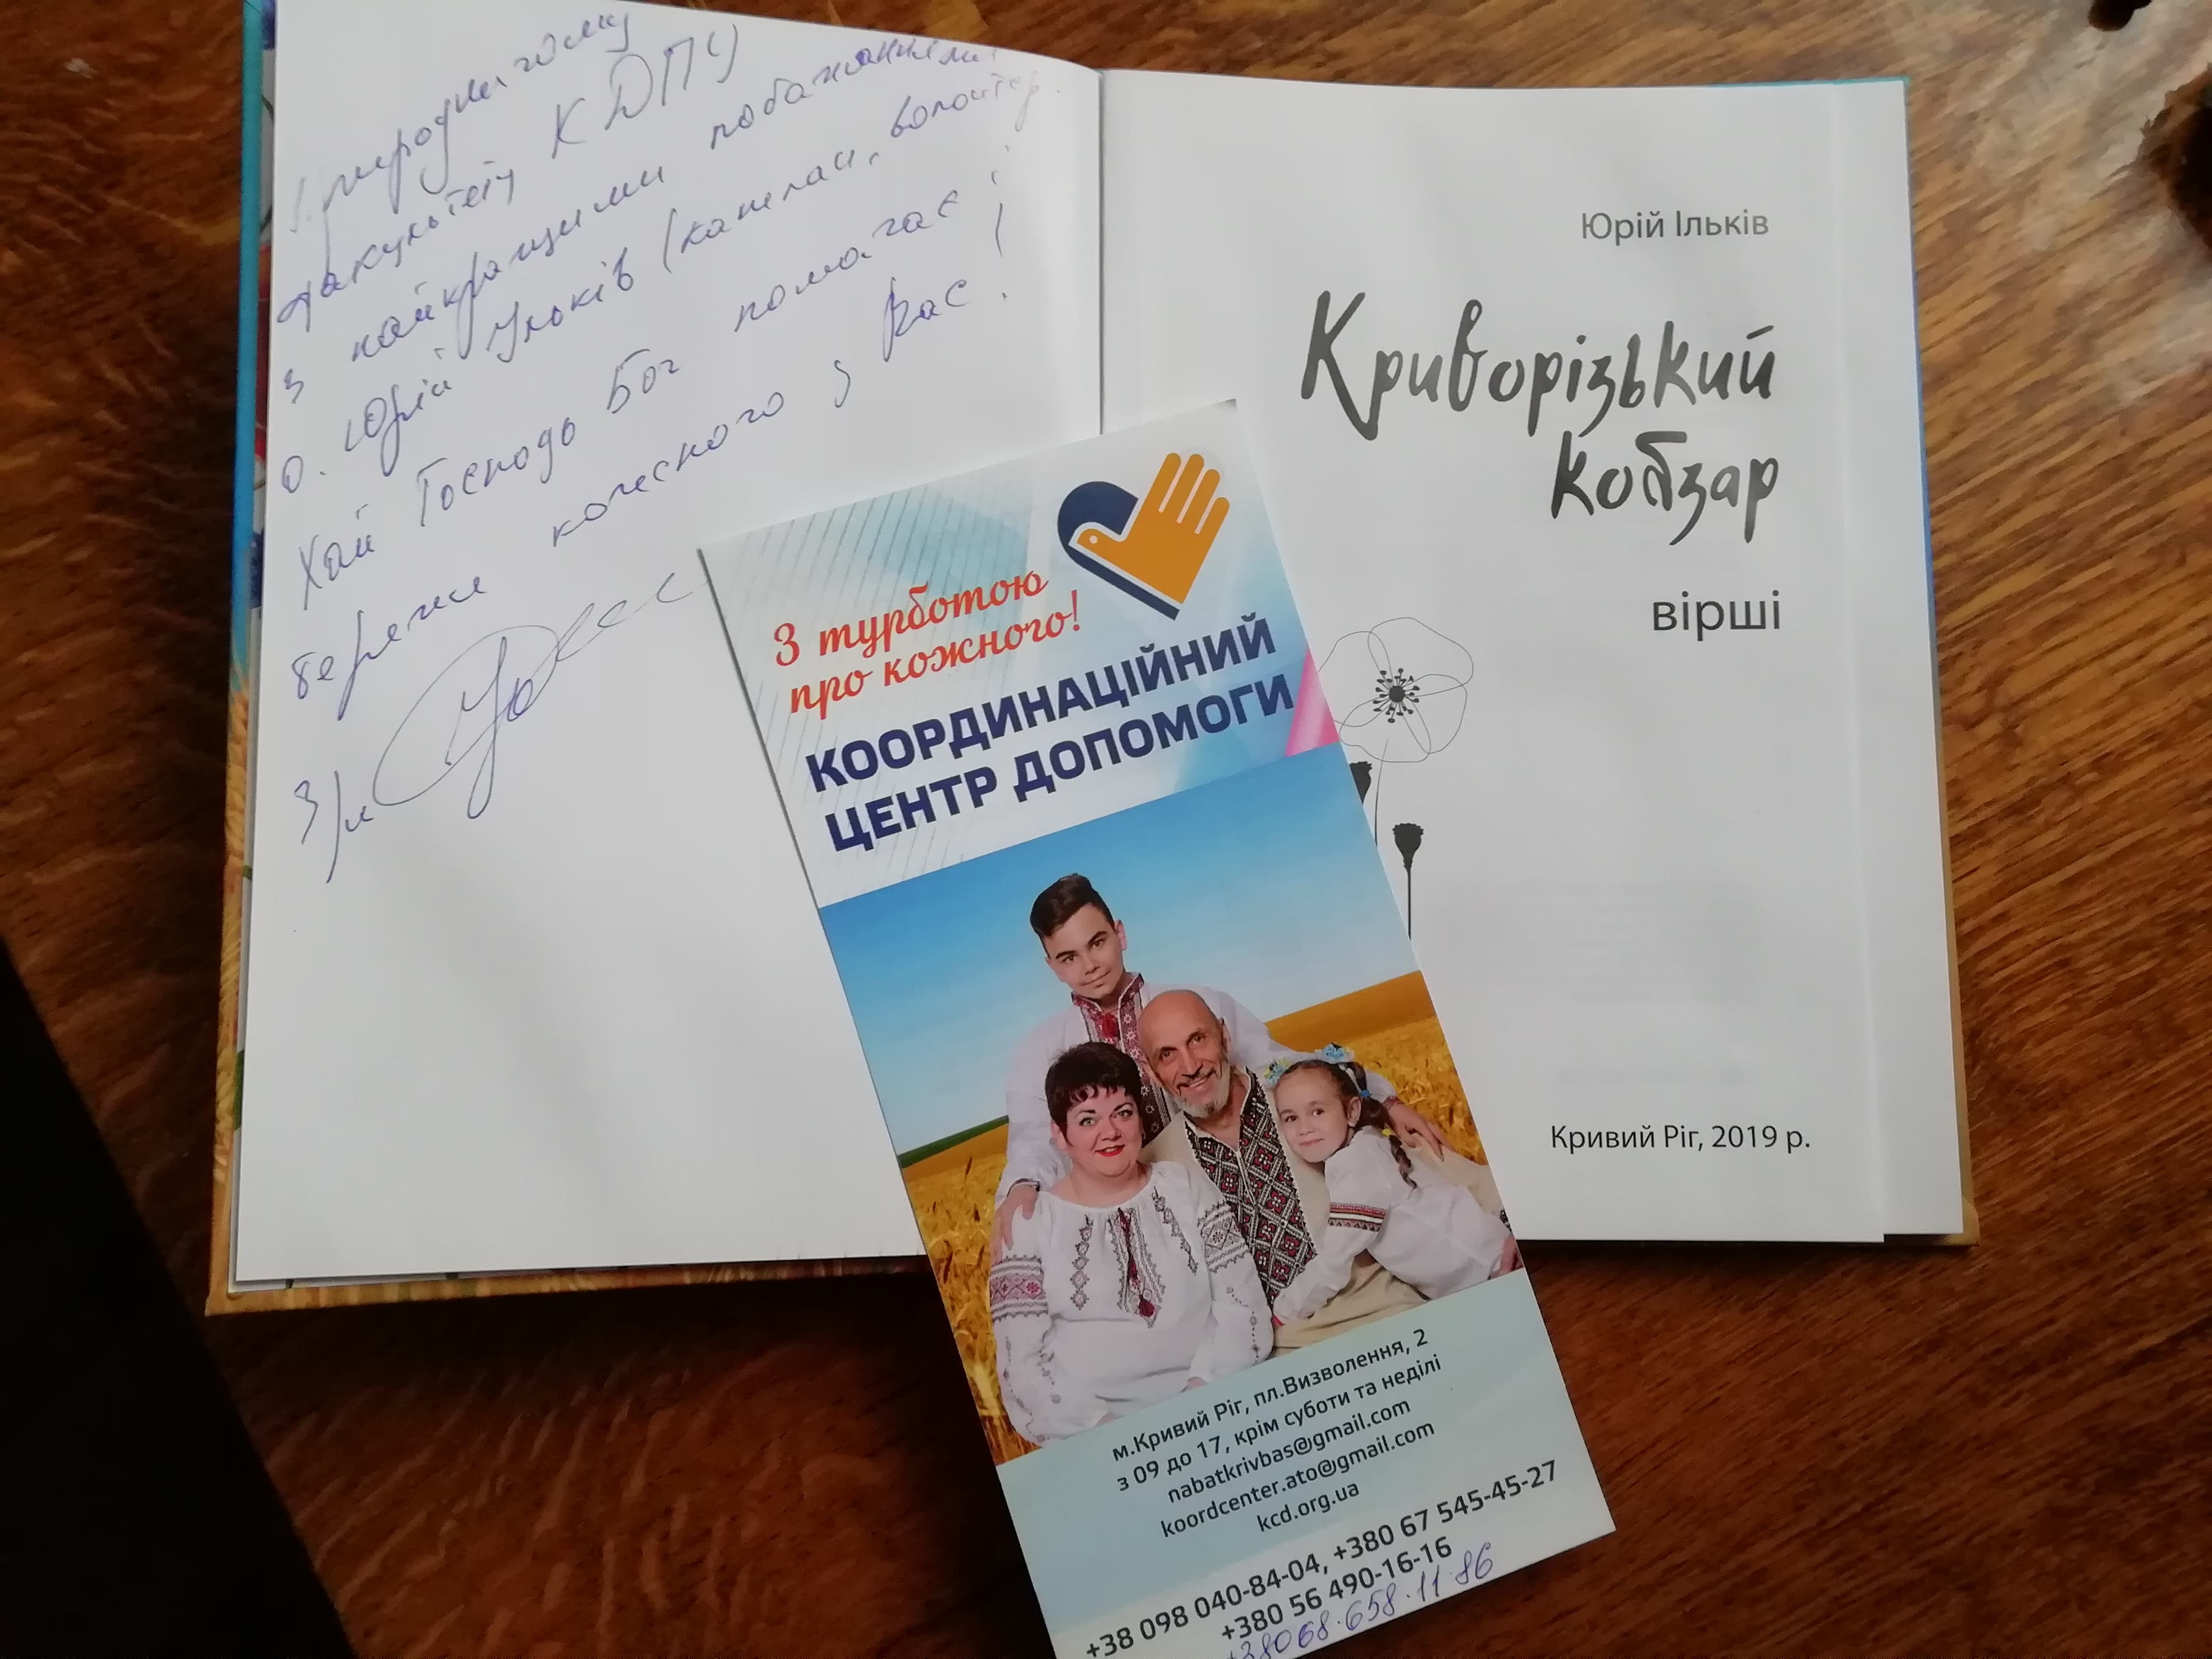 Природничому
факультету КДПУ
з найкращими побажаннями
о. Юрій Ільків (капелан, волонтер.
Хай Господь Бог помагає і
береже кожного з Вас!
З/п
Юрій Ільків
Криворізький
кобзар
вірші
Кривий Ріг, 2019 р.
З турботою
про кожного!
КООРДИНАЦІЙНИЙ
ЦЕНТР ДОПОМОГИ
м.Кривий Ріг, пл.Визволення, 2
з 09 до 17, крім суботи та неділі
nabatkrivbas@gmail.com
koordcenter.ato@gmail.com
kcd.org.ua
+38 098 040-84-04, +380 67 545-45-27
+380 56 490-16-16
+38068.658.11.86